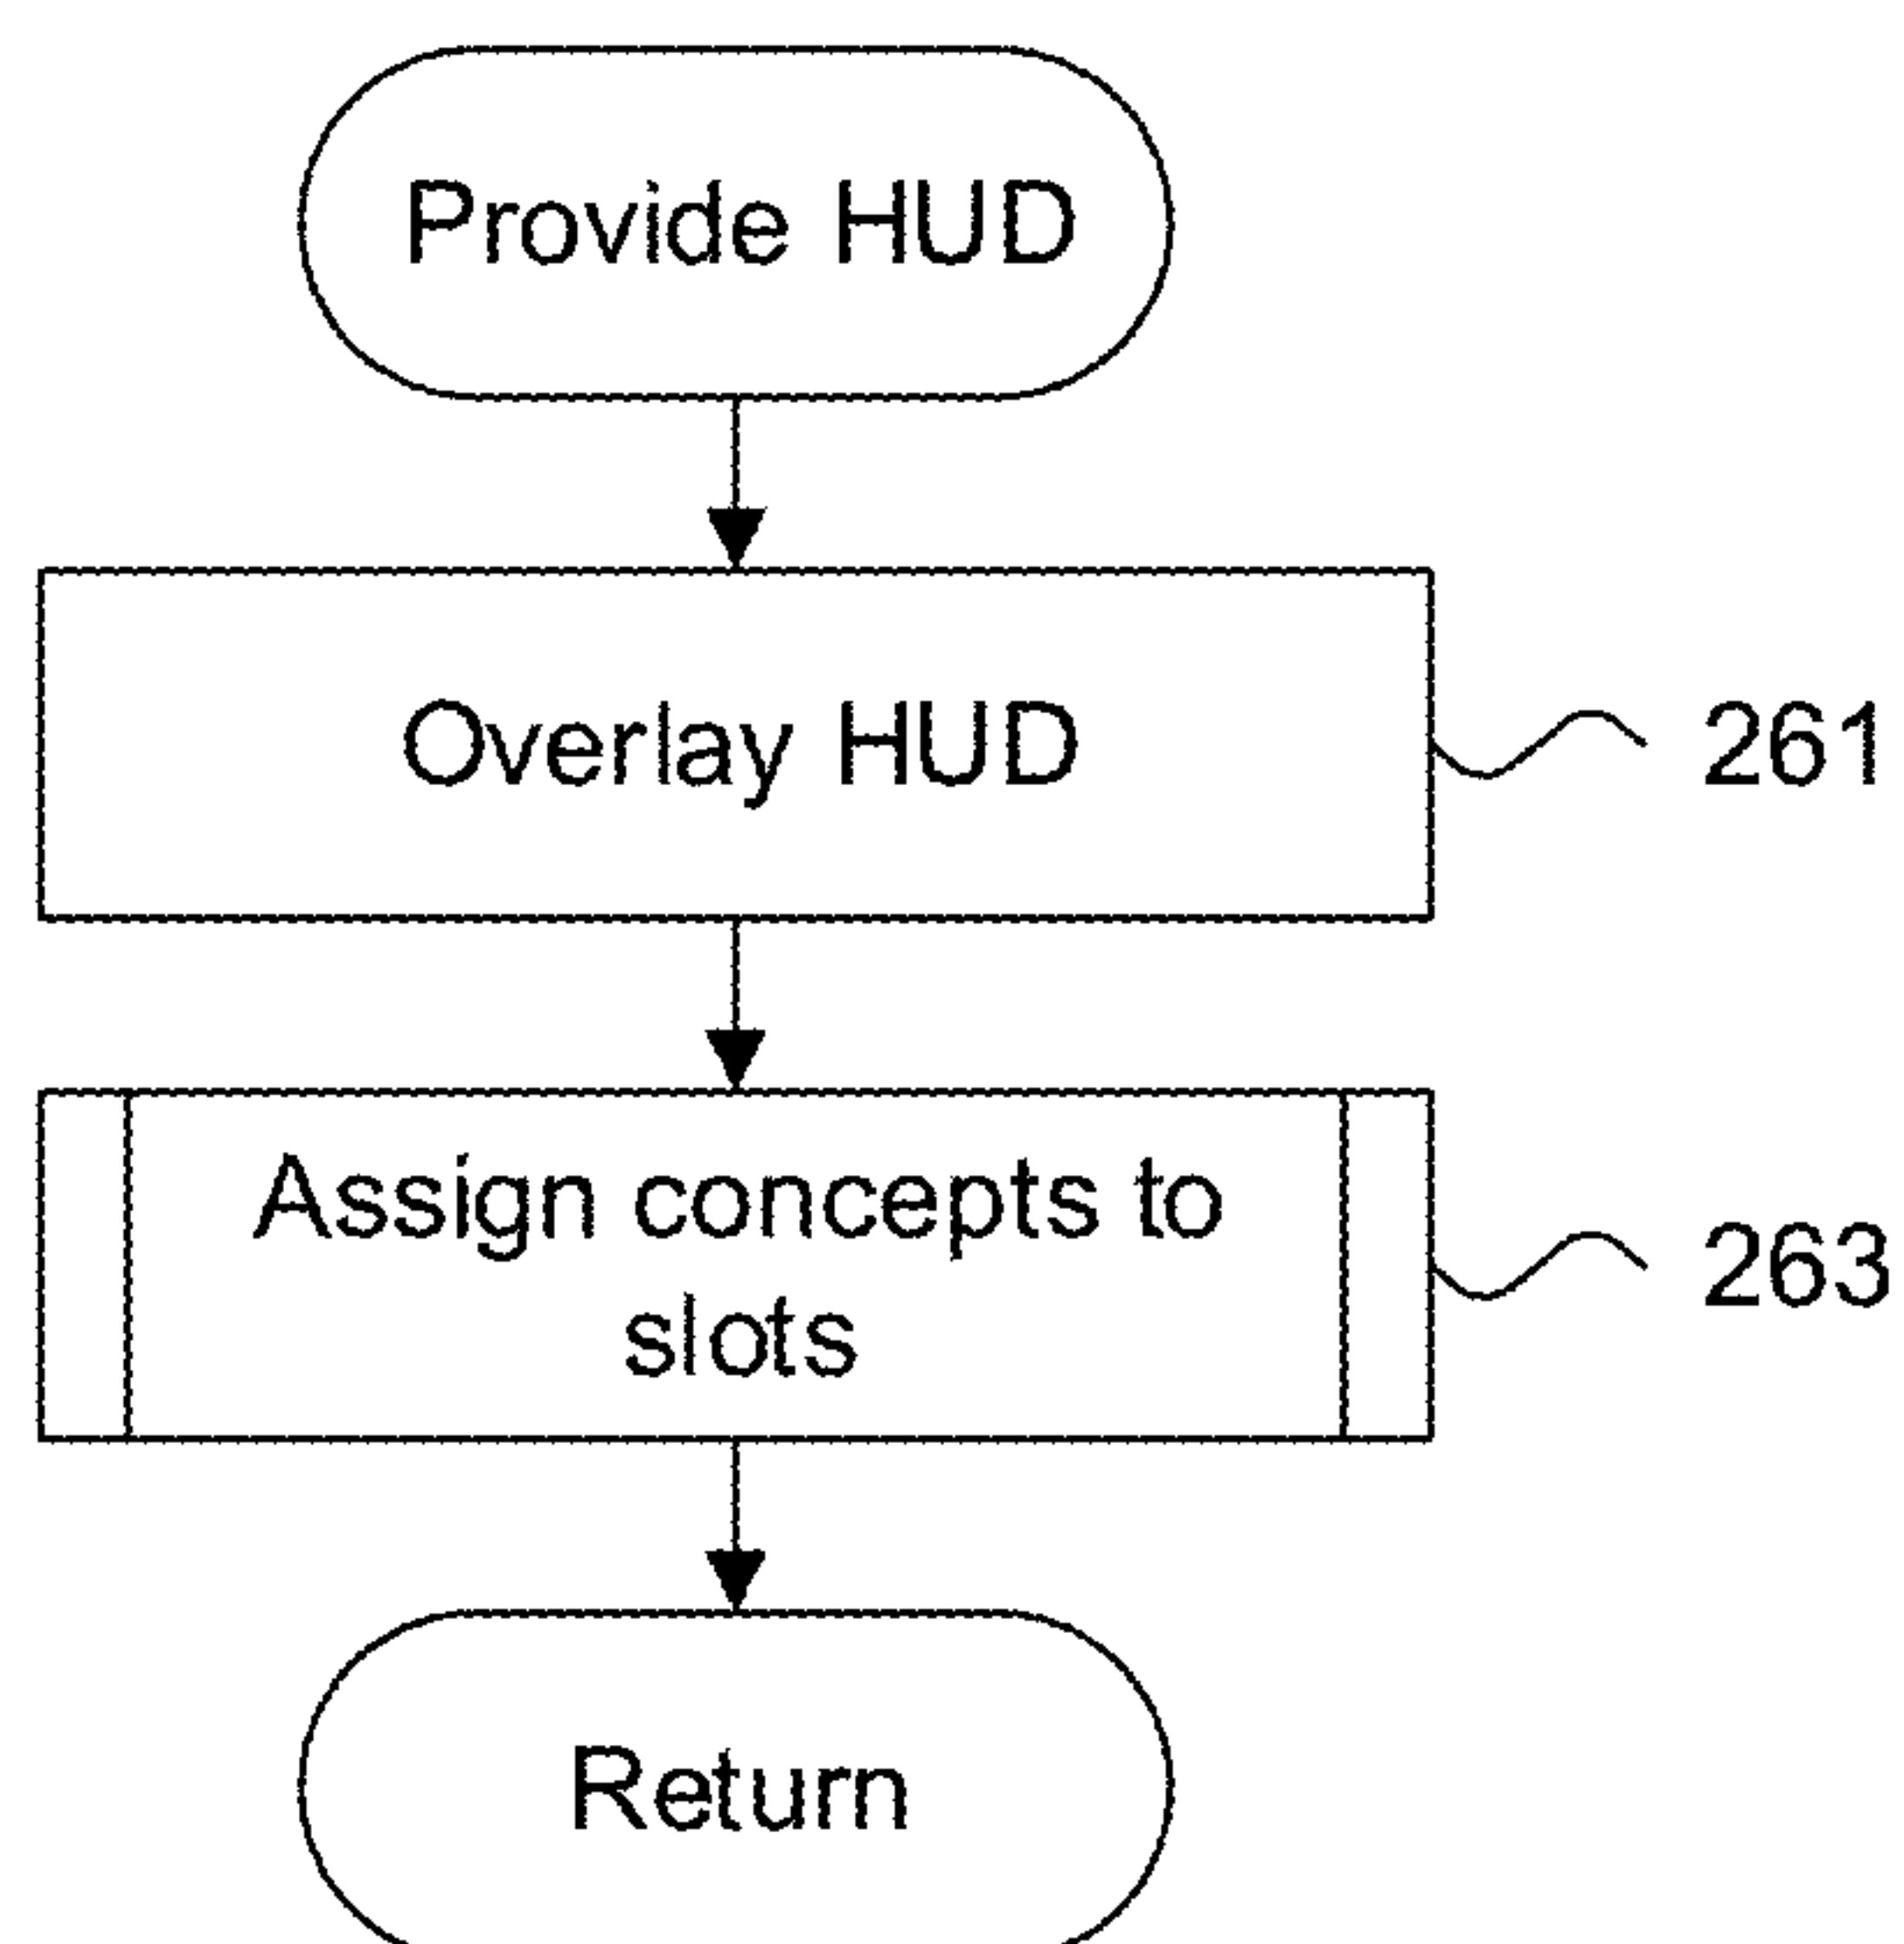 Provide HUD
Overlay HUD
261
Assign concepts to
slots
263
Return